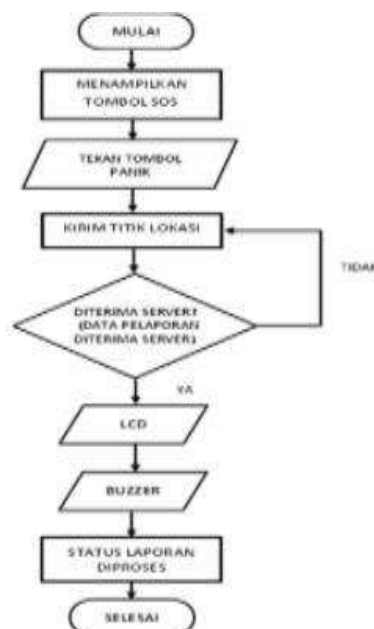 MULAI
MENAMPILKAN
TOMBOL SOS
TEKAN TOMBOL
PANIK
KIRIM TITIK LOKASI
TIDAK
DITERIMA SERVER?
(DATA PELAPORAN
DITERIMA SERVER)
YA
LCD
BUZZER
STATUS LAPORAN
DIPROSES
SELESAI